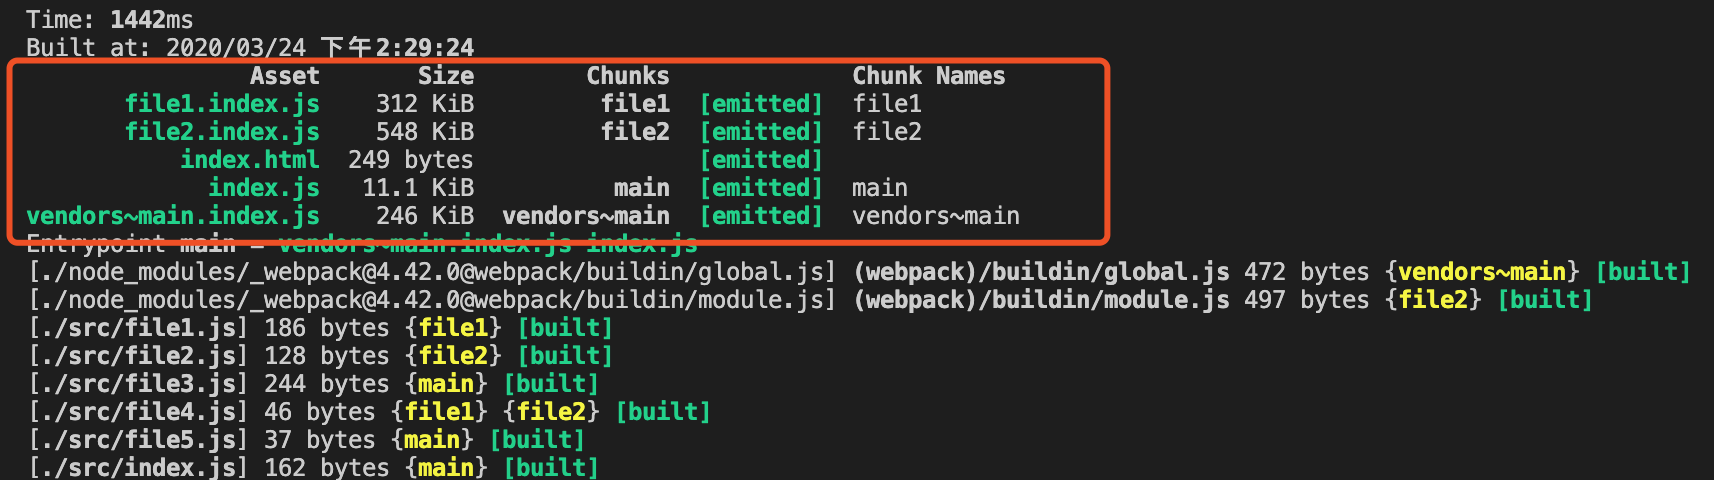 Time: 1442ms
Built at: 2020/03/24 下午2:29:24
Asset Size Chunks Chunk Names
file1.index.js 312 KiB file1 [emitted] file1
file2.index.js 548 KiB file2 [emitted] file2
index.html 249 bytes [emitted]
index.js 11.1 KiB main [emitted] main
vendors~main.index.js 246 KiB vendors~main [emitted] vendors~main
Entrypoint main = vendors~main.index.js index.js
[./node_modules/_webpack@4.42.0@webpack/buildin/global.js] (webpack)/buildin/global.js 472 bytes {vendors~main} [built]
[./node_modules/_webpack@4.42.0@webpack/buildin/module.js] (webpack)/buildin/module.js 497 bytes {file2} [built]
[./src/file1.js] 186 bytes {file1} [built]
[./src/file2.js] 128 bytes {file2} [built]
[./src/file3.js] 244 bytes {main} [built]
[./src/file4.js] 46 bytes {file1} {file2} [built]
[./src/file5.js] 37 bytes {main} [built]
[./src/index.js] 162 bytes {main} [built]